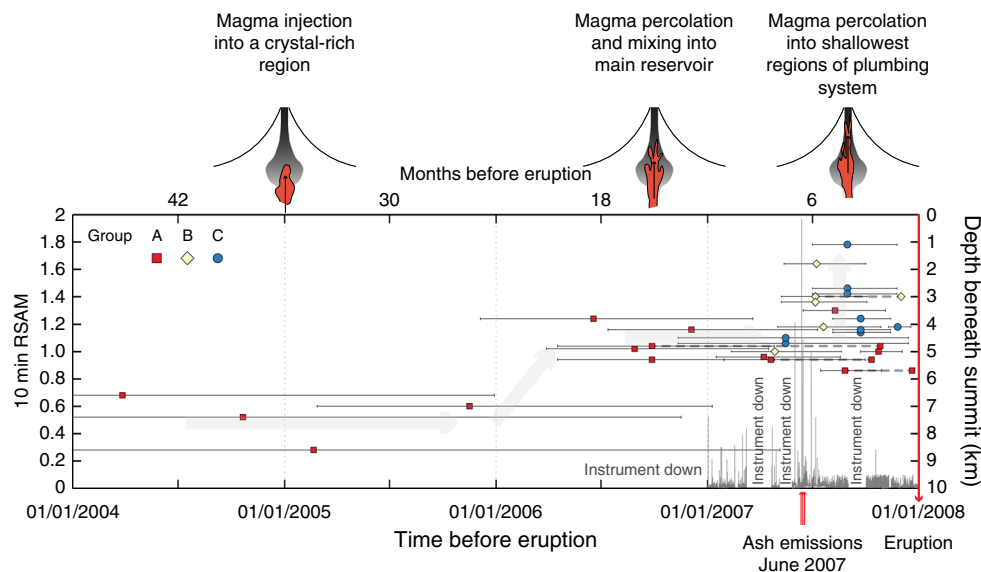 Magma injection
into a crystal-rich
region
Magma percolation
and mixing into
main reservoir
Magma percolation
into shallowest
regions of plumbing
system
Months before eruption
42
30
18
6
Group
A
B
C
10 min RSAM
2
1.8
1.6
1.4
1.2
1.0
0.8
0.6
0.4
0.2
0
Depth beneath summit (km)
0
1
2
3
4
5
6
7
8
9
10
Instrument down
Instrument down
Instrument down
Instrument down
01/01/2004
01/01/2005
01/01/2006
01/01/2007
01/01/2008
Time before eruption
Ash emissions
June 2007
Eruption